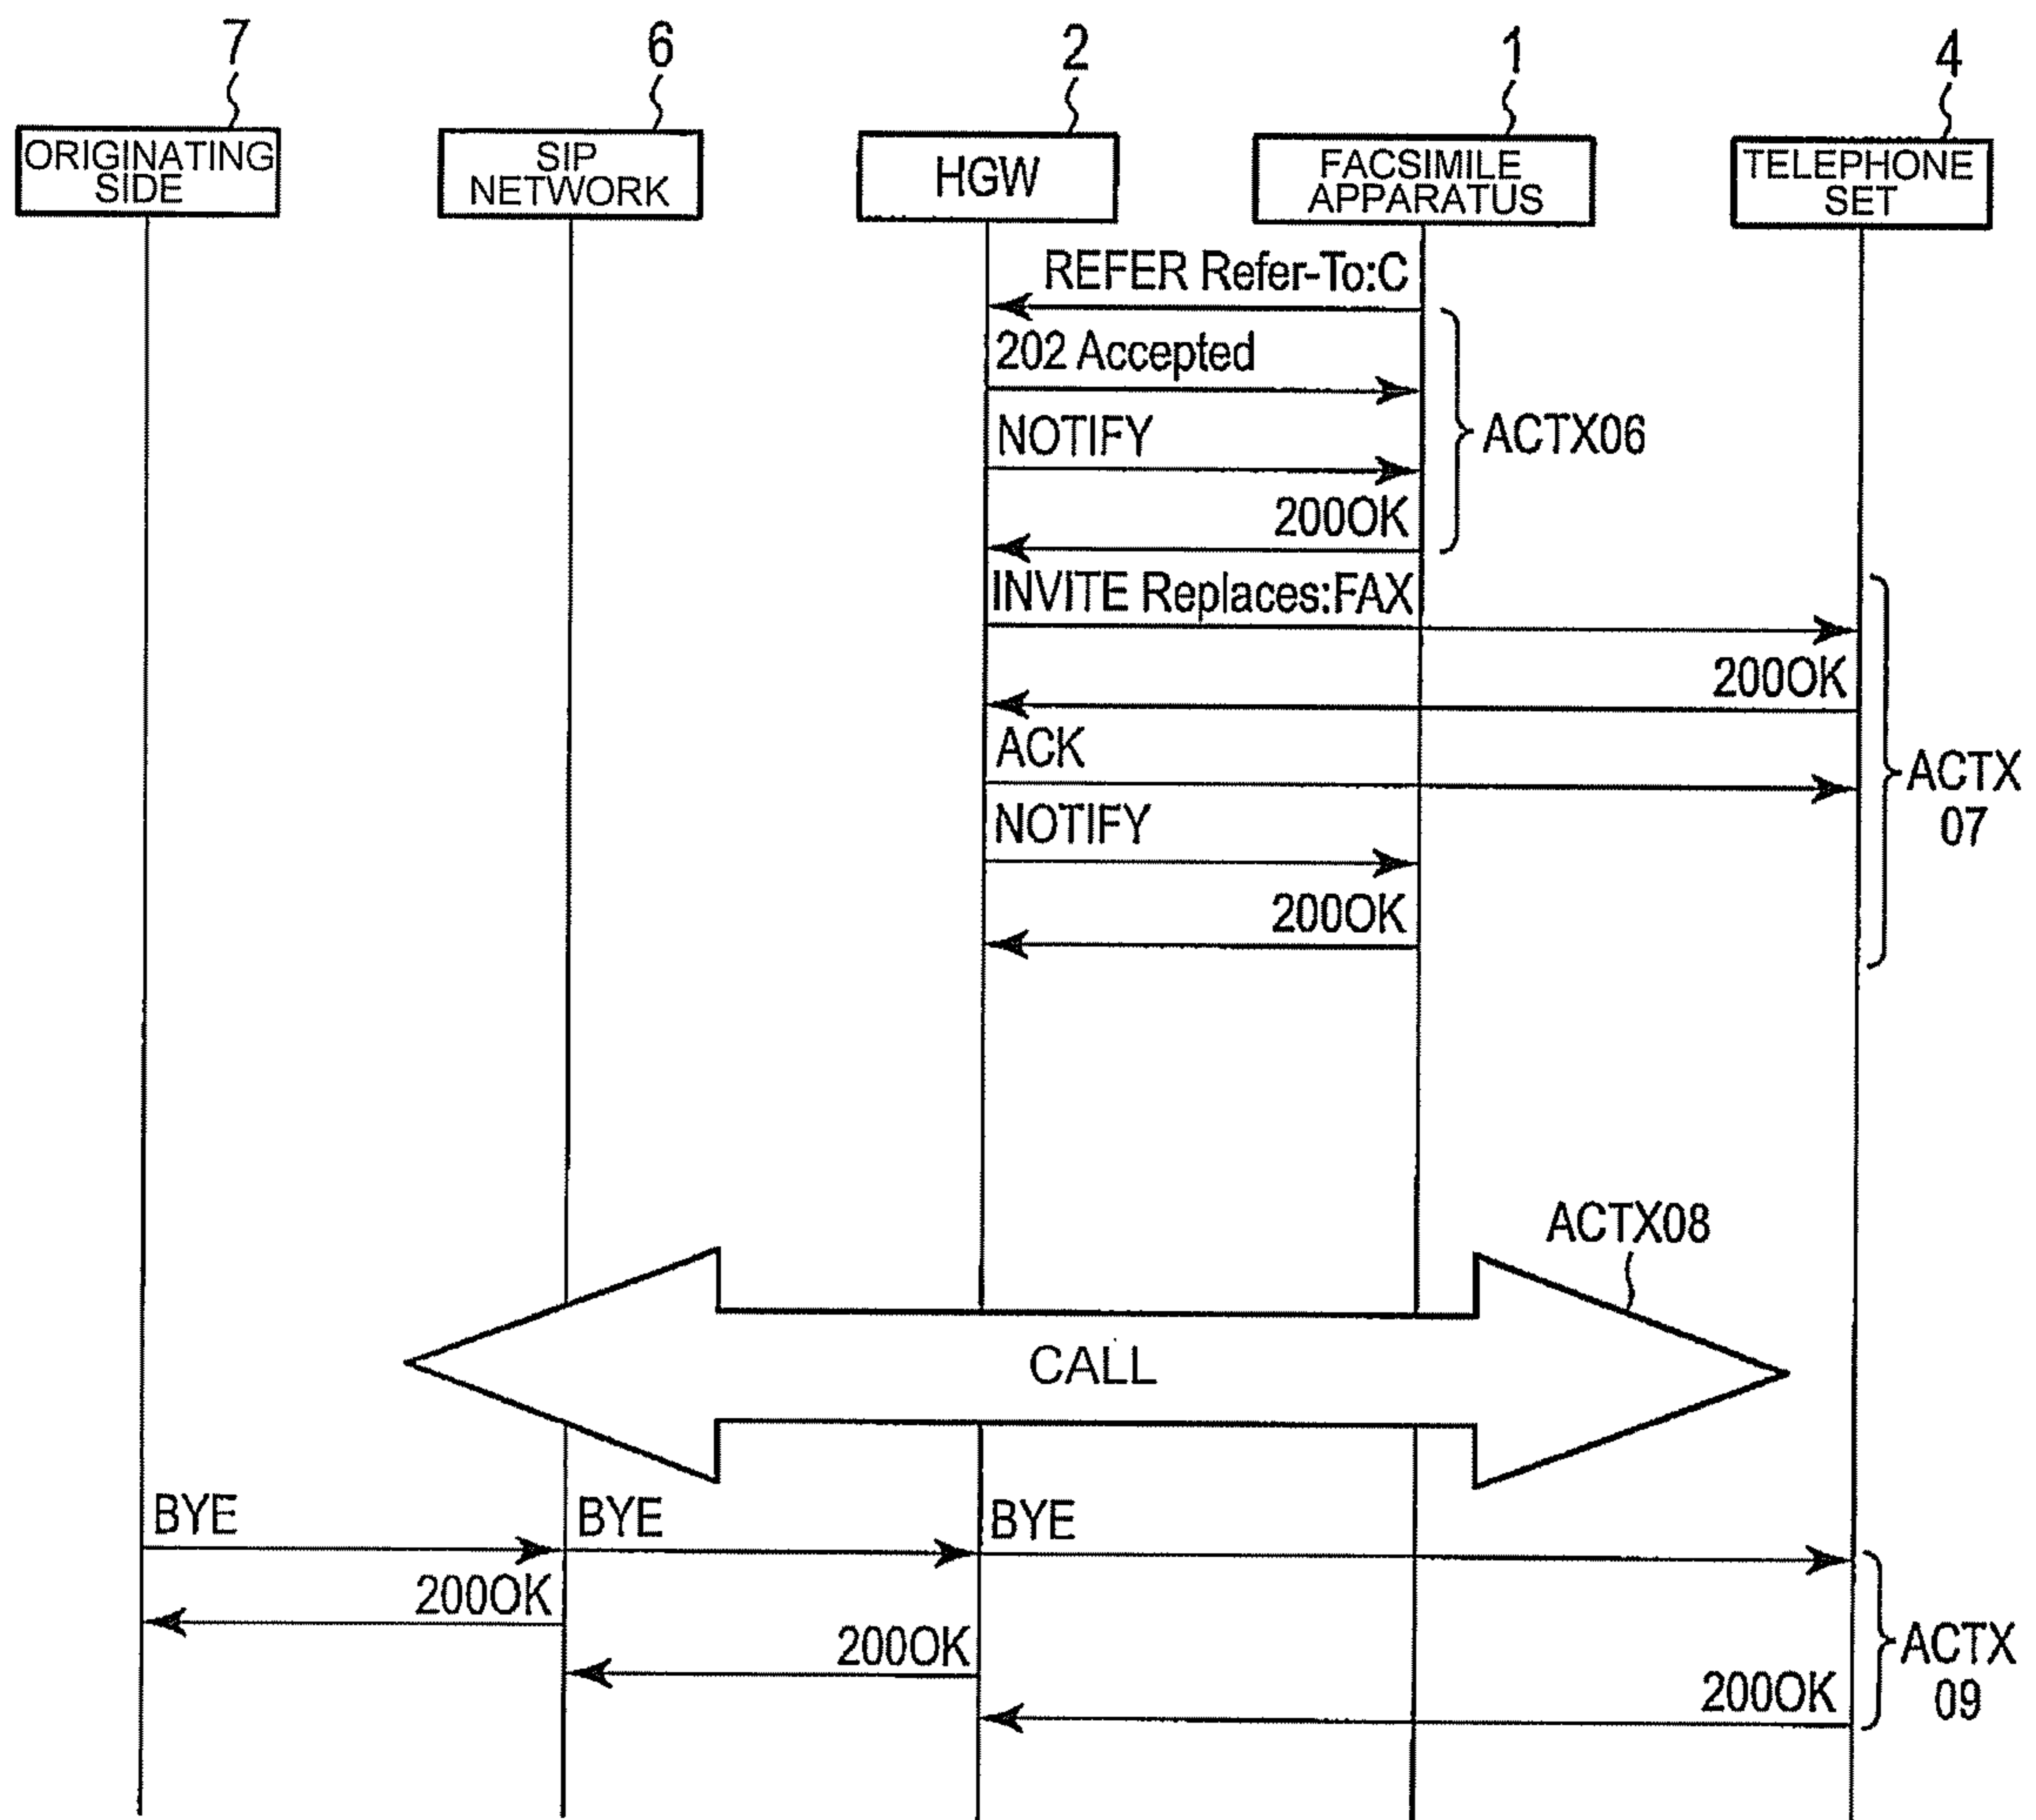 7
6
2
1
4
ORIGINATING
SIDE
SIP
NETWORK
HGW
FACSIMILE
APPARATUS
TELEPHONE
SET
REFER Refer-To:C
202 Accepted
NOTIFY
ACTX06
200OK
INVITE Replaces:FAX
200OK
ACK
ACTX
07
NOTIFY
200OK
ACTX08
CALL
BYE
BYE
BYE
200OK
200OK
ACTX
09
200OK